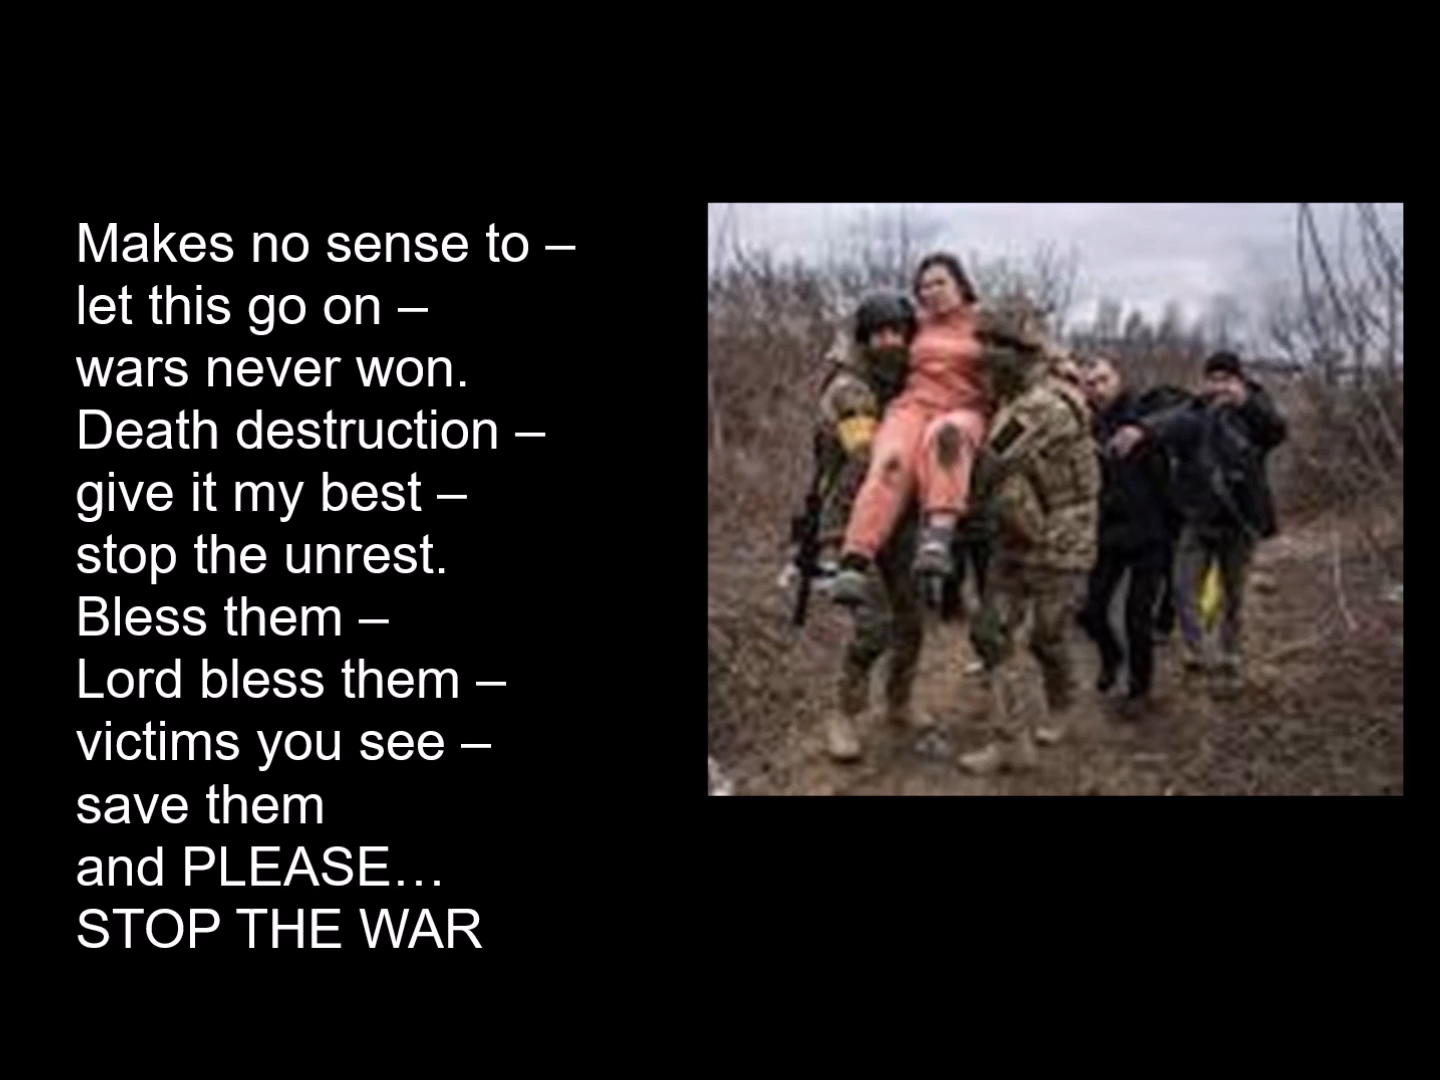 Makes no sense to –
let this go on –
wars never won.
Death destruction –
give it my best –
stop the unrest.
Bless them –
Lord bless them –
victims you see –
save them
and PLEASE…
STOP THE WAR